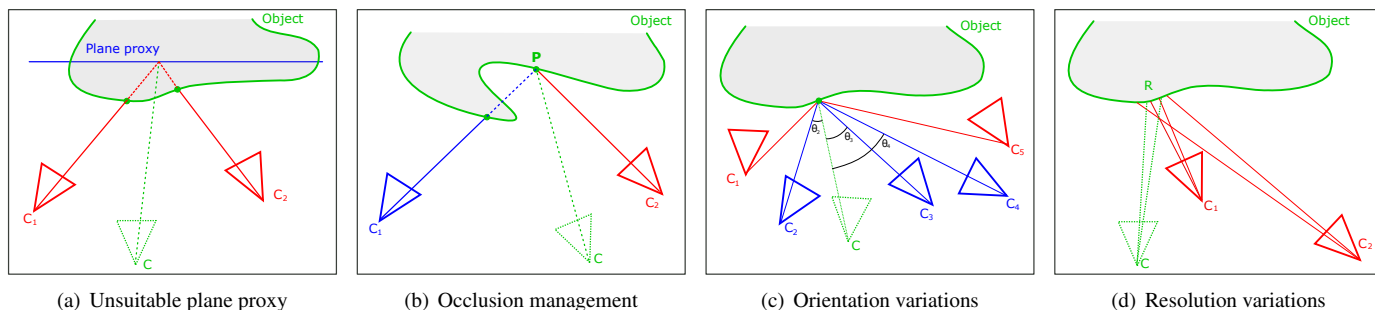 Object
Plane proxy
C1
C2
C
(a) Unsuitable plane proxy
Object
P
C1
C2
C
(b) Occlusion management
Object
θ2
θ3
θ4
C1
C2
C3
C4
C5
C
(c) Orientation variations
Object
R
C1
C2
C
(d) Resolution variations